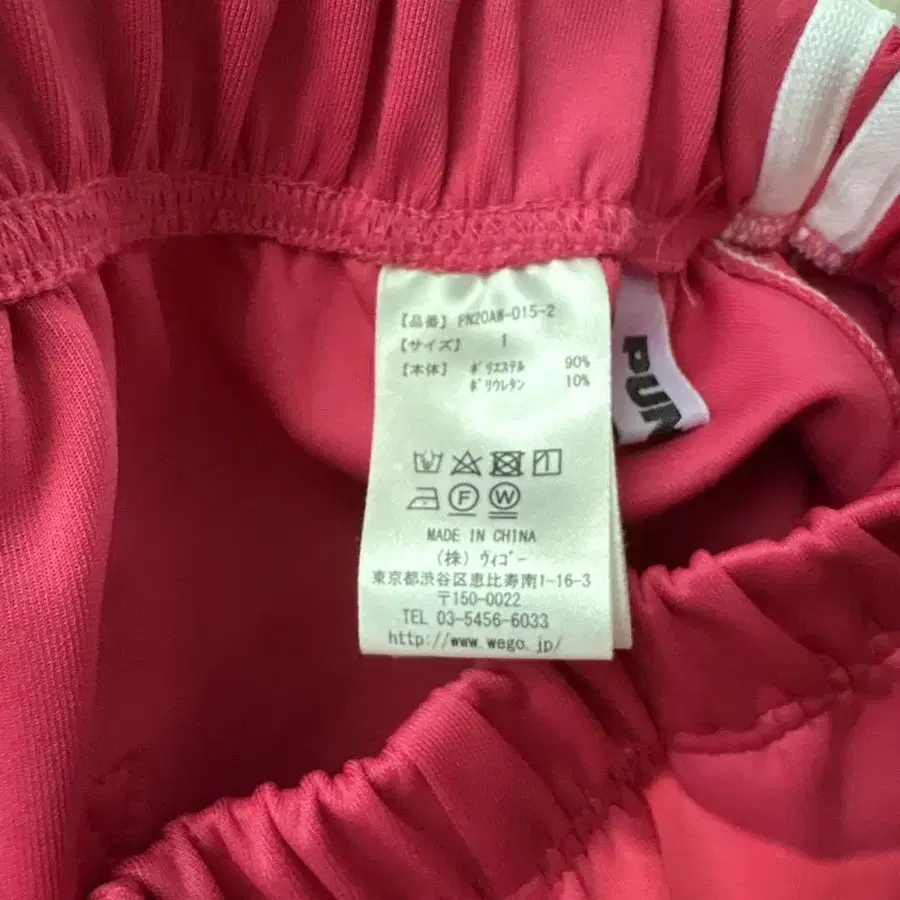 【品番】 PN20AW-015-2
【サイズ】 1
【本体】 ポリエステル 90%
ポリウレタン 10%
F W
MADE IN CHINA
(株) ヴィゴー
東京都渋谷区恵比寿南1-16-3
〒150-0022
TEL 03-5456-6033
http://www.wego.jp/